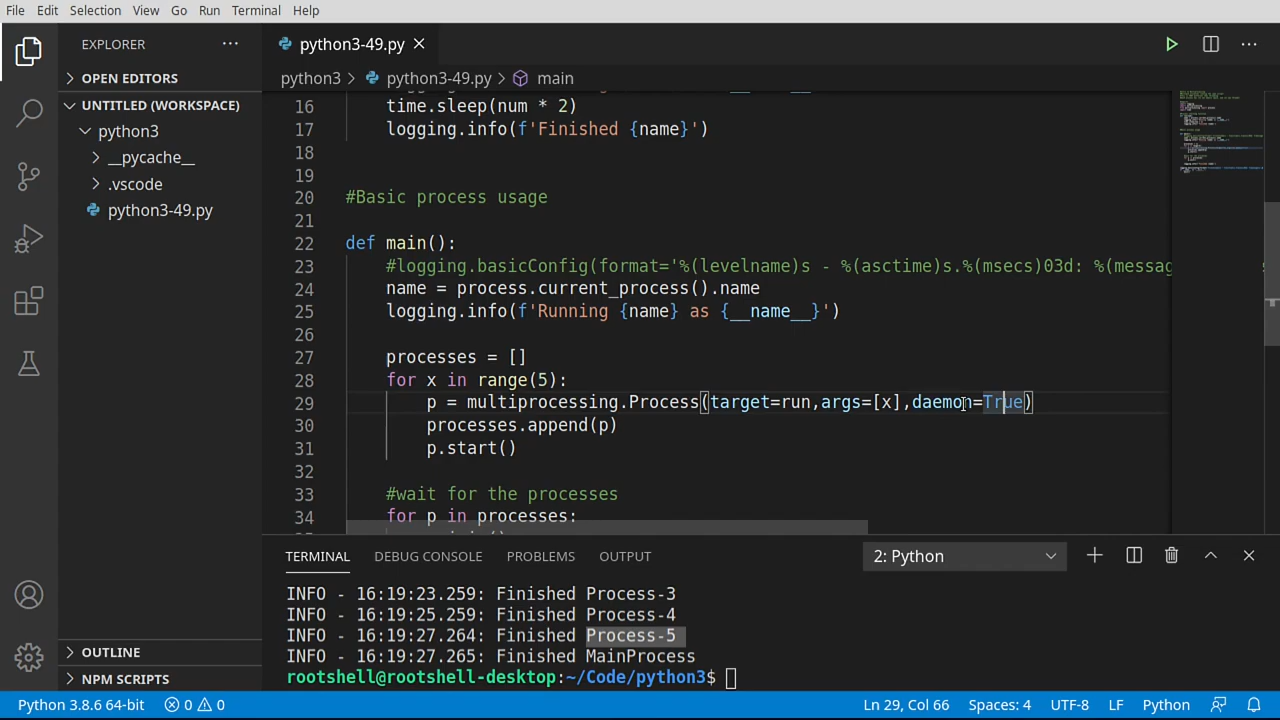 File Edit Selection View Go Run Terminal Help
EXPLORER
python3-49.py
OPEN EDITORS
python3 > python3-49.py > main
UNTITLED (WORKSPACE)
python3
__pycache__
.vscode
python3-49.py
16 time.sleep(num * 2)
17 logging.info(f'Finished {name}')
18
19
20 #Basic process usage
21
22 def main():
23 #logging.basicConfig(format='%(levelname)s - %(asctime)s.%(msecs)03d: %(messag
24 name = process.current_process().name
25 logging.info(f'Running {name} as {__name__}')
26
27 processes = []
28 for x in range(5):
29 p = multiprocessing.Process(target=run,args=[x],daemon=True)
30 processes.append(p)
31 p.start()
32
33 #wait for the processes
34 for p in processes:
TERMINAL DEBUG CONSOLE PROBLEMS OUTPUT 2: Python
INFO - 16:19:23.259: Finished Process-3
INFO - 16:19:25.259: Finished Process-4
INFO - 16:19:27.264: Finished Process-5
INFO - 16:19:27.265: Finished MainProcess
rootshell@rootshell-desktop:~/Code/python3$
OUTLINE
NPM SCRIPTS
Python 3.8.6 64-bit 0 0 Ln 29, Col 66 Spaces: 4 UTF-8 LF Python